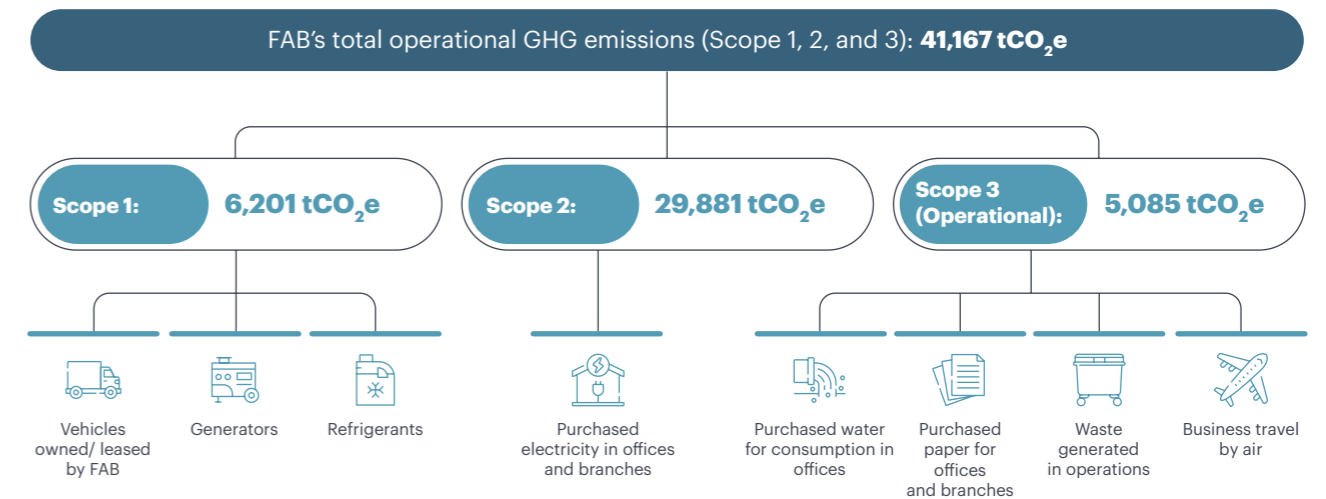 FAB's total operational GHG emissions (Scope 1, 2, and 3): 41,167 tCO₂e
Scope 1:
6,201 tCO₂e
Scope 2:
29,881 tCO₂e
Scope 3
(Operational):
5,085 tCO₂e
Vehicles
owned/ leased
by FAB
Generators
Refrigerants
Purchased
electricity in offices
and branches
Purchased water
for consumption in
offices
Purchased
paper for
offices
and branches
Waste
generated
in operations
Business travel
by air